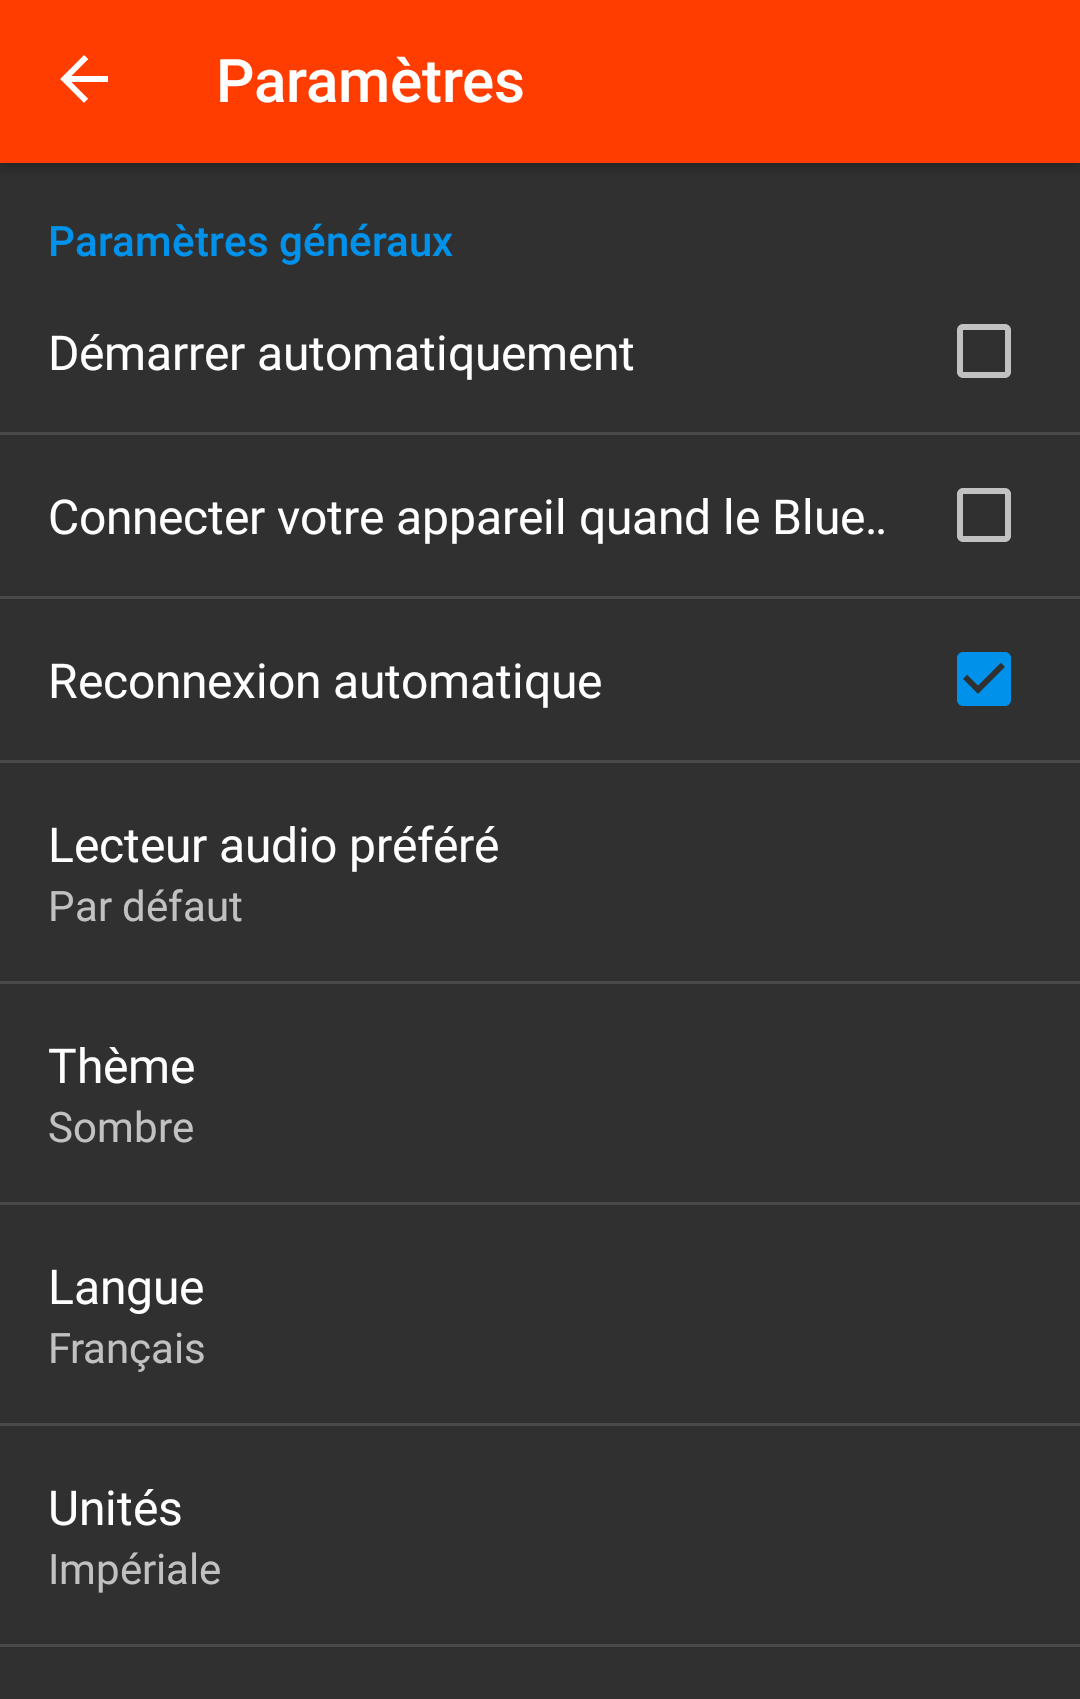 Paramètres
Paramètres généraux
Démarrer automatiquement
Connecter votre appareil quand le Blue..
Reconnexion automatique
Lecteur audio préféré
Par défaut
Thème
Sombre
Langue
Français
Unités
Impériale